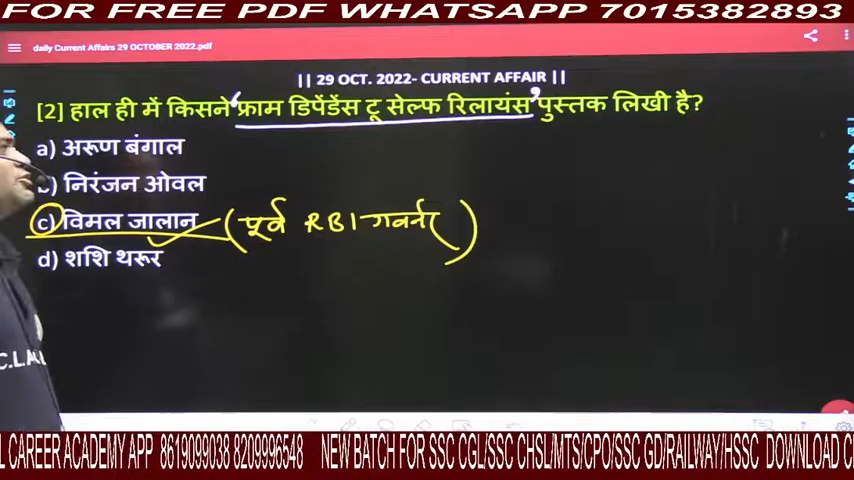 FOR FREE PDF WHATSAPP 7015382893
daily Current Affairs 29 OCTOBER 2022.pdf
|| 29 OCT. 2022- CURRENT AFFAIR ||
[2] हाल ही में किसने ‘फ्राम डिपेंडेंस टू सेल्फ रिलायंस’ पुस्तक लिखी है?
a) अरूण बंगाल
b) निरंजन ओवल
c) विमल जालान (पूर्व RBI गवर्नर)
d) शशि थरूर
C.L.A
L CAREER ACADEMY APP 8619099038 8209996548 NEW BATCH FOR SSC CGL/SSC CHSL/MTS/CPO/SSC GD/RAILWAY/HSSC DOWNLOAD C